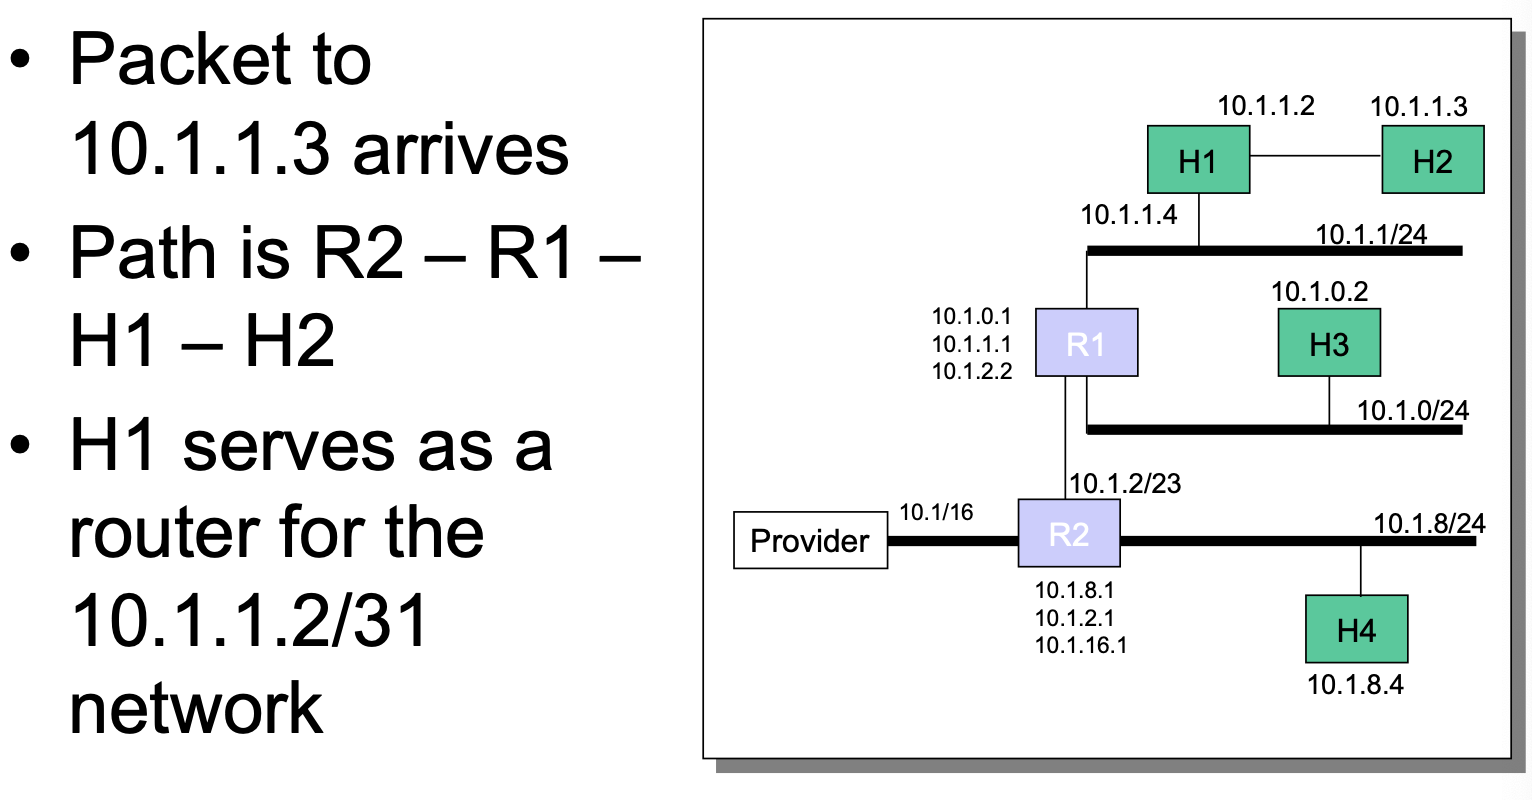 • Packet to
10.1.1.3 arrives
• Path is R2 – R1 –
H1 – H2
• H1 serves as a
router for the
10.1.1.2/31
network
10.1.1.2
10.1.1.3
H1
H2
10.1.1.4
10.1.1/24
10.1.0.2
10.1.0.1
10.1.1.1
10.1.2.2
R1
H3
10.1.0/24
10.1.2/23
10.1/16
Provider
R2
10.1.8/24
10.1.8.1
10.1.2.1
10.1.16.1
H4
10.1.8.4